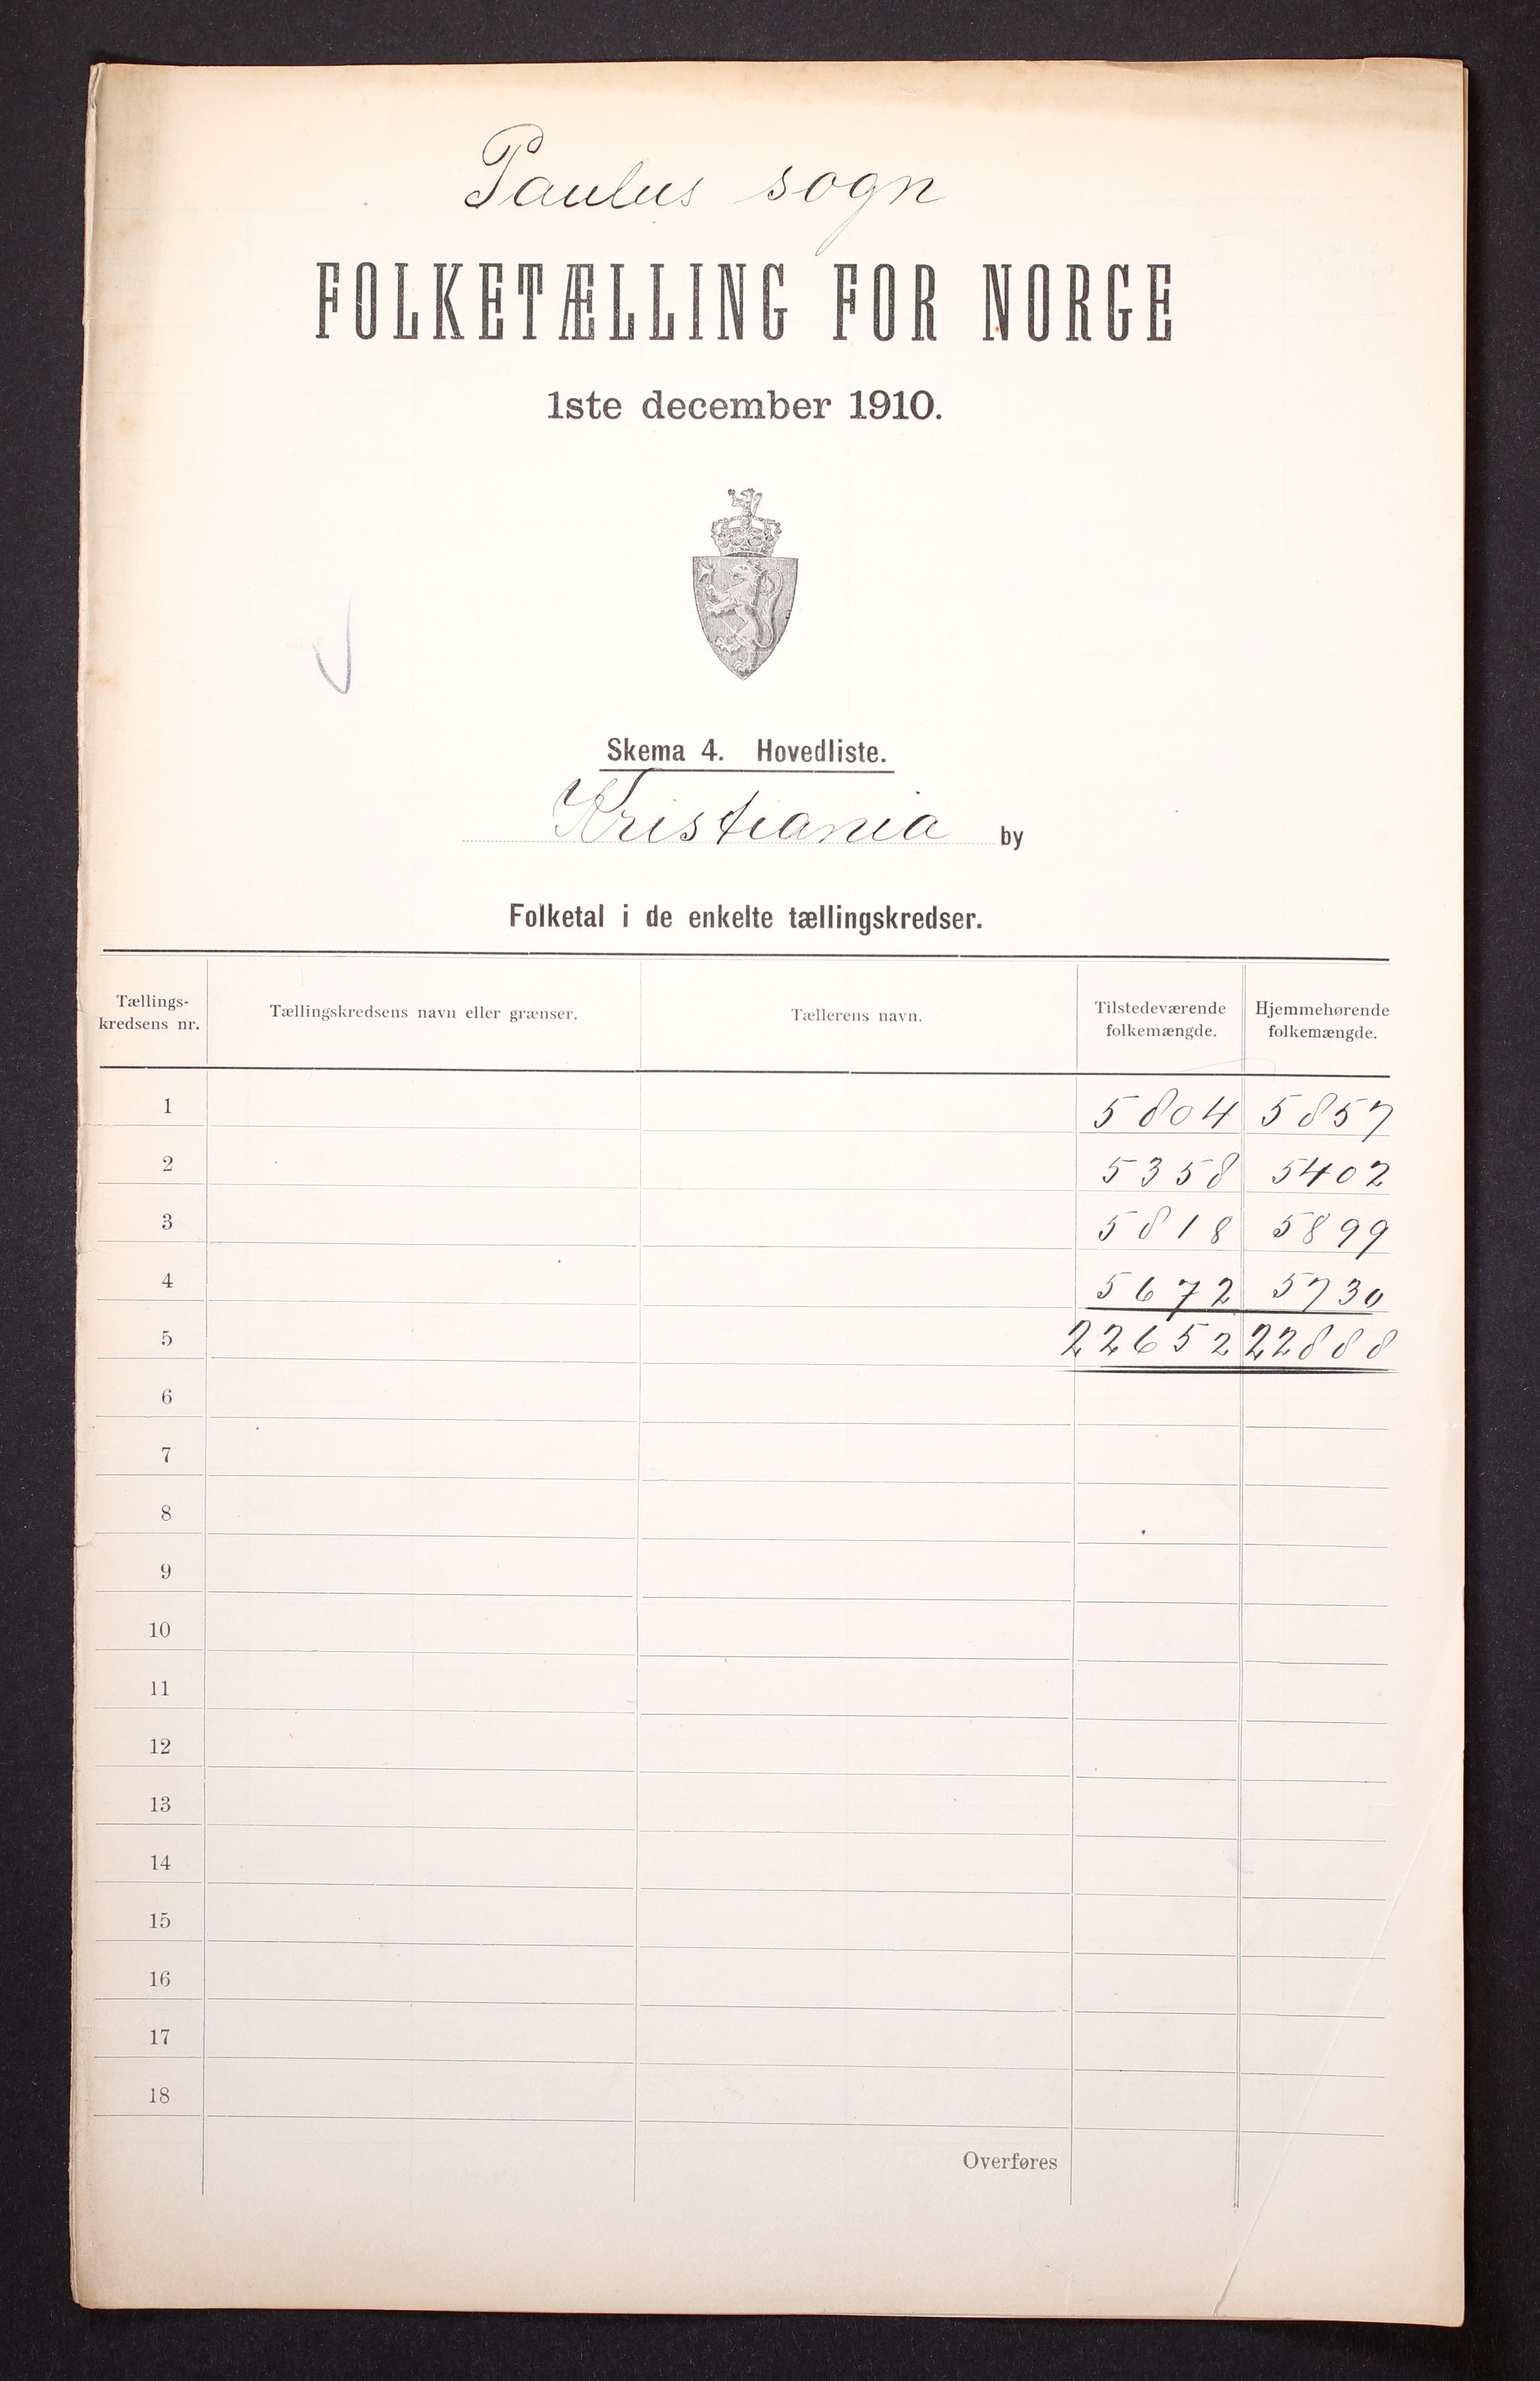 Paulus sogn
FOLKETÆLLING FOR NORGE
1ste december 1910.
Skema 4. Hovedliste.
Kristiania by
Folketal i de enkelte tællingskredser.
Tællings-kredsens nr. Tællingskredsens navn eller grænser. Tællerens navn. Tilstedeværende folkemængde. Hjemmehørende folkemængde.
1 5804 5857
2 5358 5402
3 5818 5899
4 5672 5730
5 22652 22888
6
7
8
9
10
11
12
13
14
15
16
17
18
Overføres